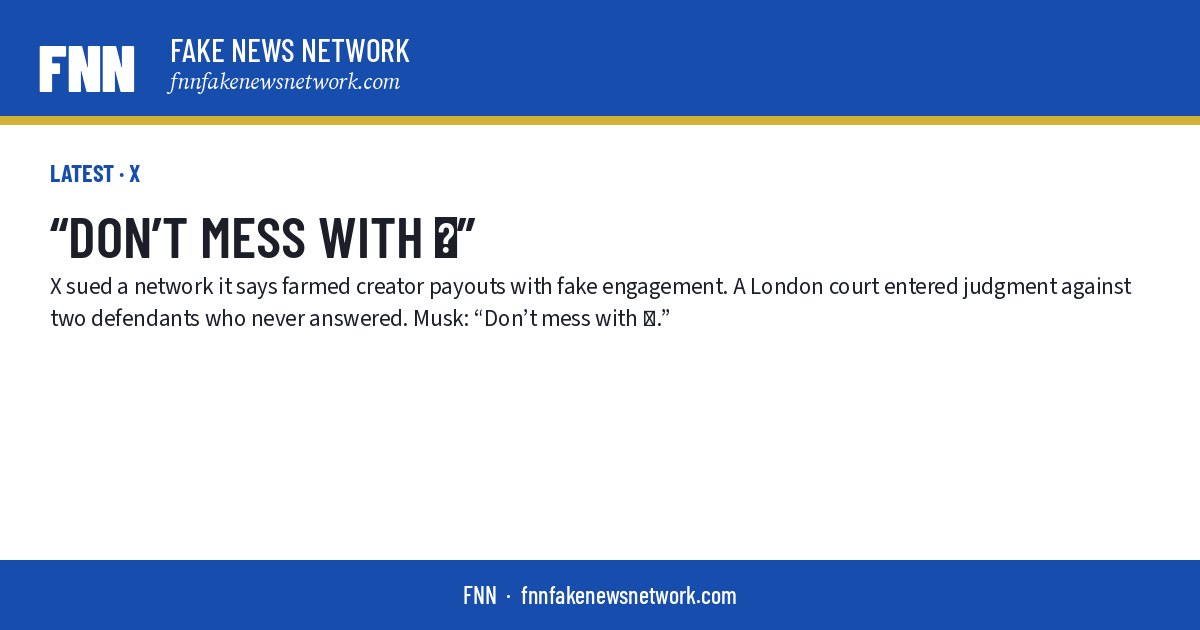 FNN
FAKE NEWS NETWORK
fnnfakenewsnetwork.com
LATEST · X
“DON’T MESS WITH �”
X sued a network it says farmed creator payouts with fake engagement. A London court entered judgment against
two defendants who never answered. Musk: “Don’t mess with �.”
FNN · fnnfakenewsnetwork.com